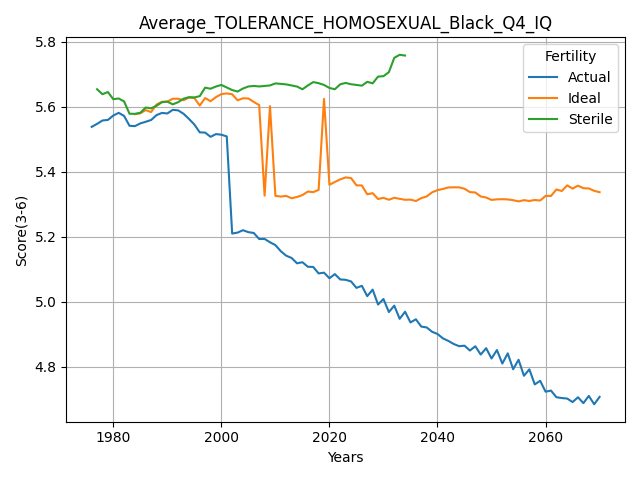 Average_TOLERANCE_HOMOSEXUAL_Black_Q4_IQ
Fertility
Actual
Ideal
Sterile
Score(3-6)
5.8
5.6
5.4
5.2
5.0
4.8
1980
2000
2020
2040
2060
Years